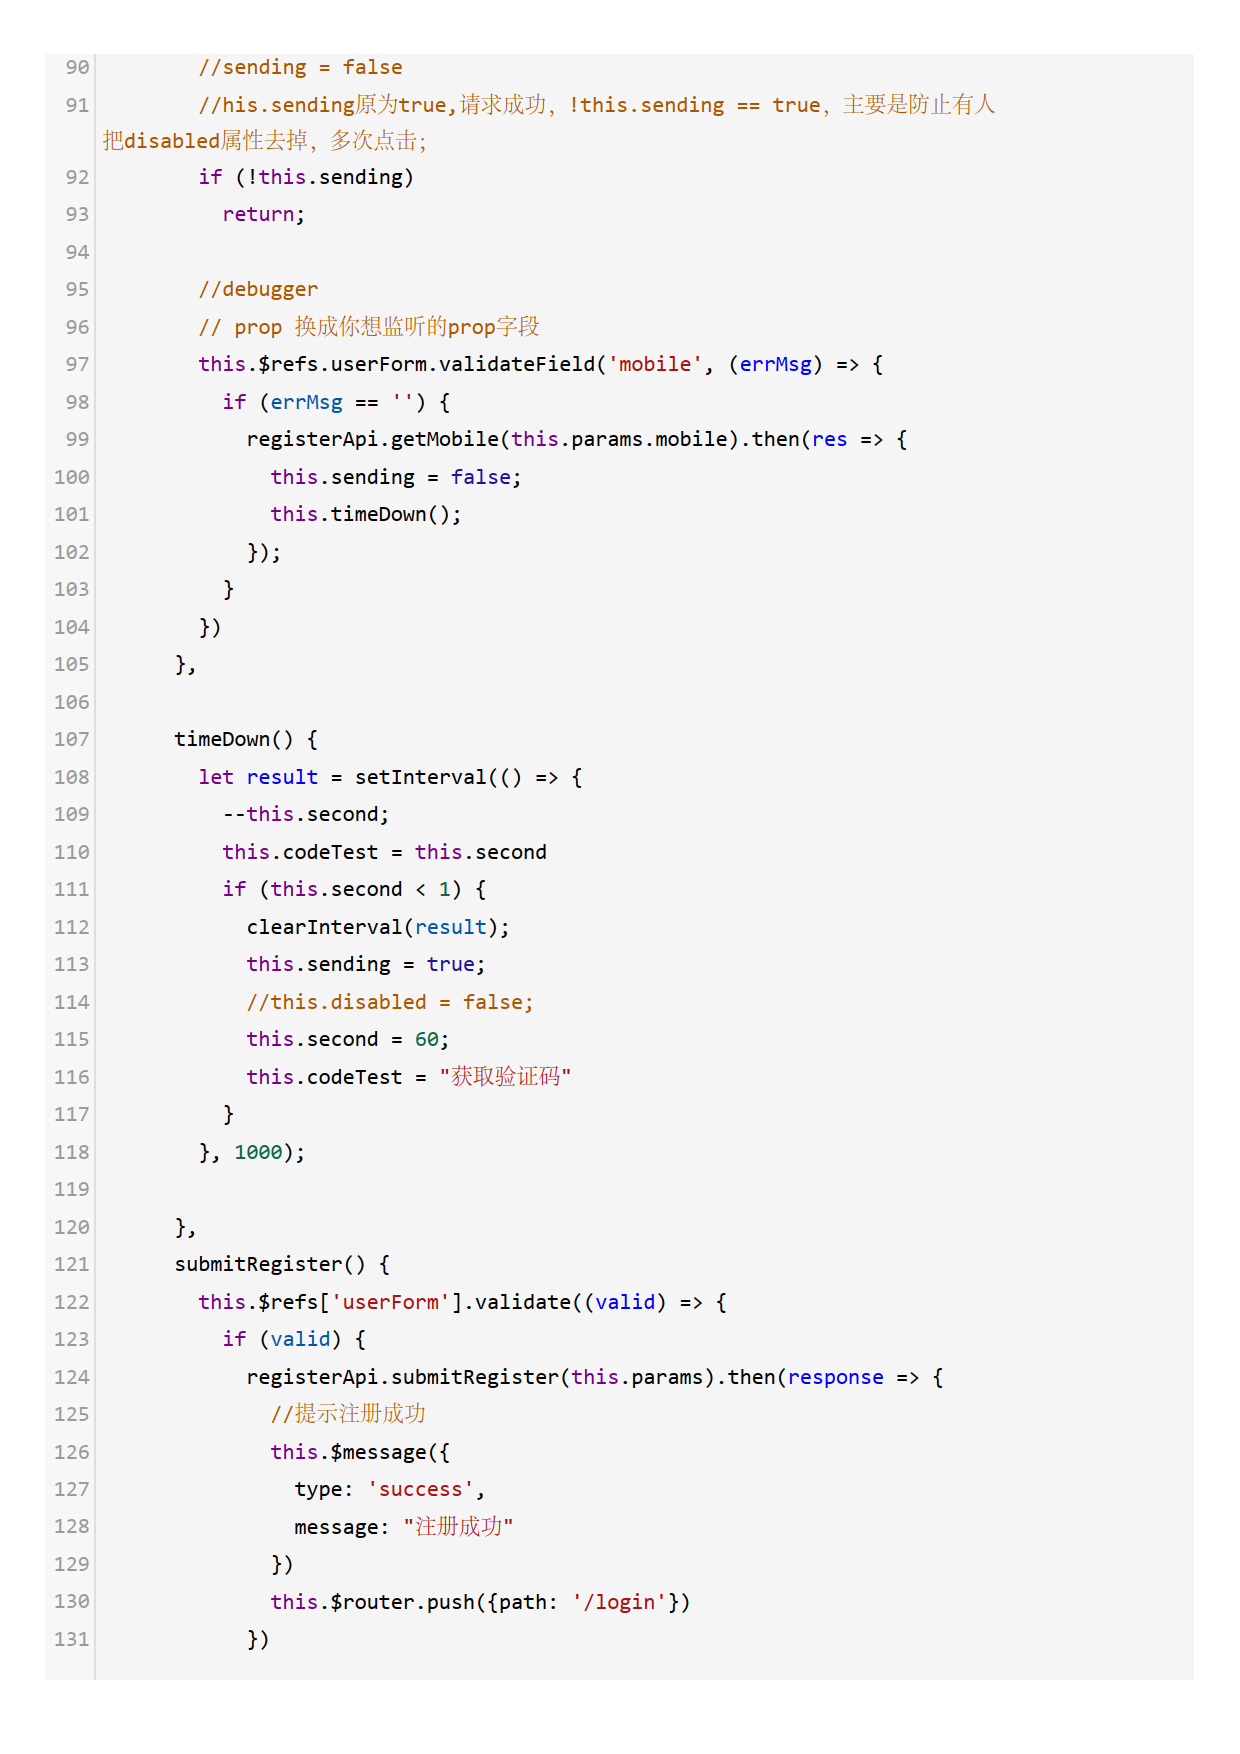 90 //sending = false
91 //his.sending原为true,请求成功，!this.sending == true，主要是防止有人
把disabled属性去掉，多次点击；
92 if (!this.sending)
93 return;
94
95 //debugger
96 // prop 换成你想监听的prop字段
97 this.$refs.userForm.validateField('mobile', (errMsg) => {
98 if (errMsg == '') {
99 registerApi.getMobile(this.params.mobile).then(res => {
100 this.sending = false;
101 this.timeDown();
102 });
103 }
104 })
105 },
106
107 timeDown() {
108 let result = setInterval(() => {
109 --this.second;
110 this.codeTest = this.second
111 if (this.second < 1) {
112 clearInterval(result);
113 this.sending = true;
114 //this.disabled = false;
115 this.second = 60;
116 this.codeTest = "获取验证码"
117 }
118 }, 1000);
119
120 },
121 submitRegister() {
122 this.$refs['userForm'].validate((valid) => {
123 if (valid) {
124 registerApi.submitRegister(this.params).then(response => {
125 //提示注册成功
126 this.$message({
127 type: 'success',
128 message: "注册成功"
129 })
130 this.$router.push({path: '/login'})
131 })